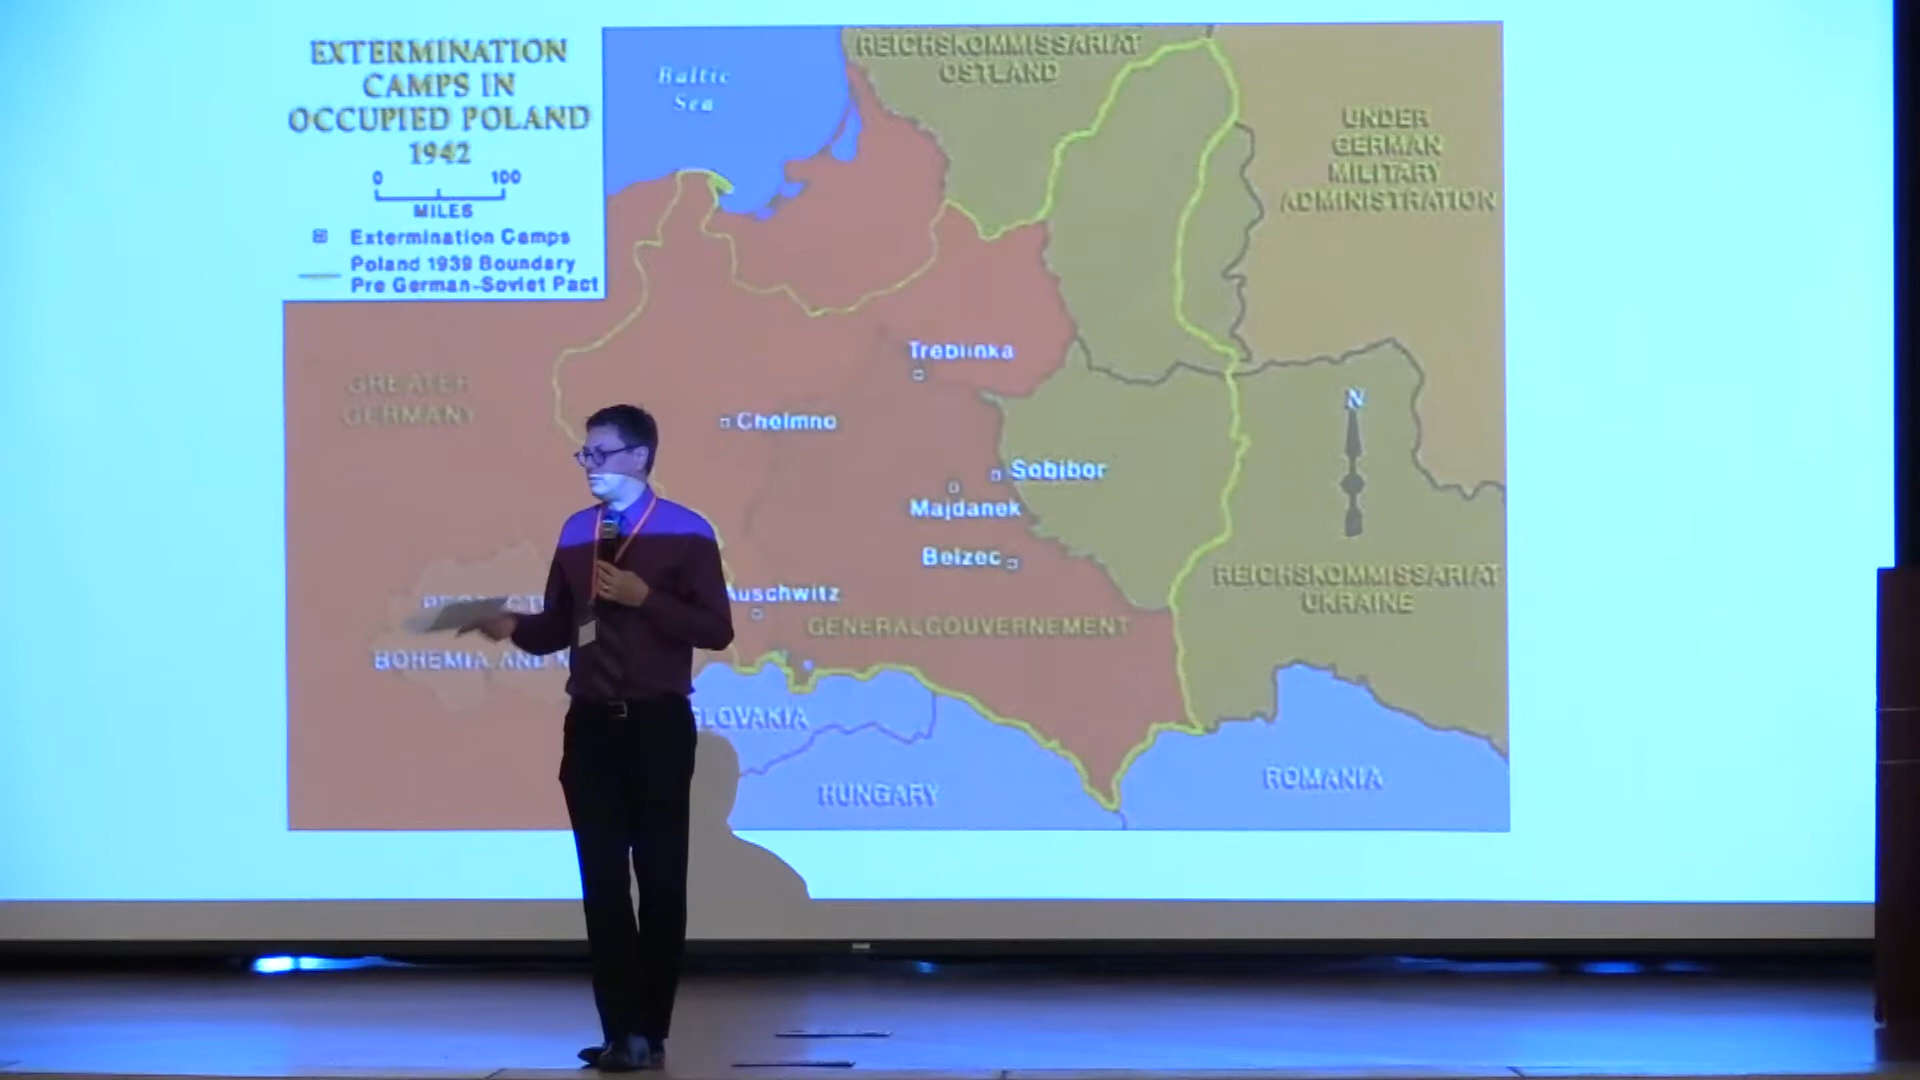 EXTERMINATION
CAMPS IN
OCCUPIED POLAND
1942
0 100
MILES
Extermination Camps
Poland 1939 Boundary
Pre German-Soviet Pact
Baltic
Sea
REICHSKOMMISSARIAT
OSTLAND
UNDER
GERMAN
MILITARY
ADMINISTRATION
GREATER
GERMANY
Treblinka
Chelmno
N
Sobibor
Majdanek
Belzec
Auschwitz
GENERALGOUVERNEMENT
REICHSKOMMISSARIAT
UKRAINE
BOHEMIA AND
SLOVAKIA
HUNGARY
ROMANIA